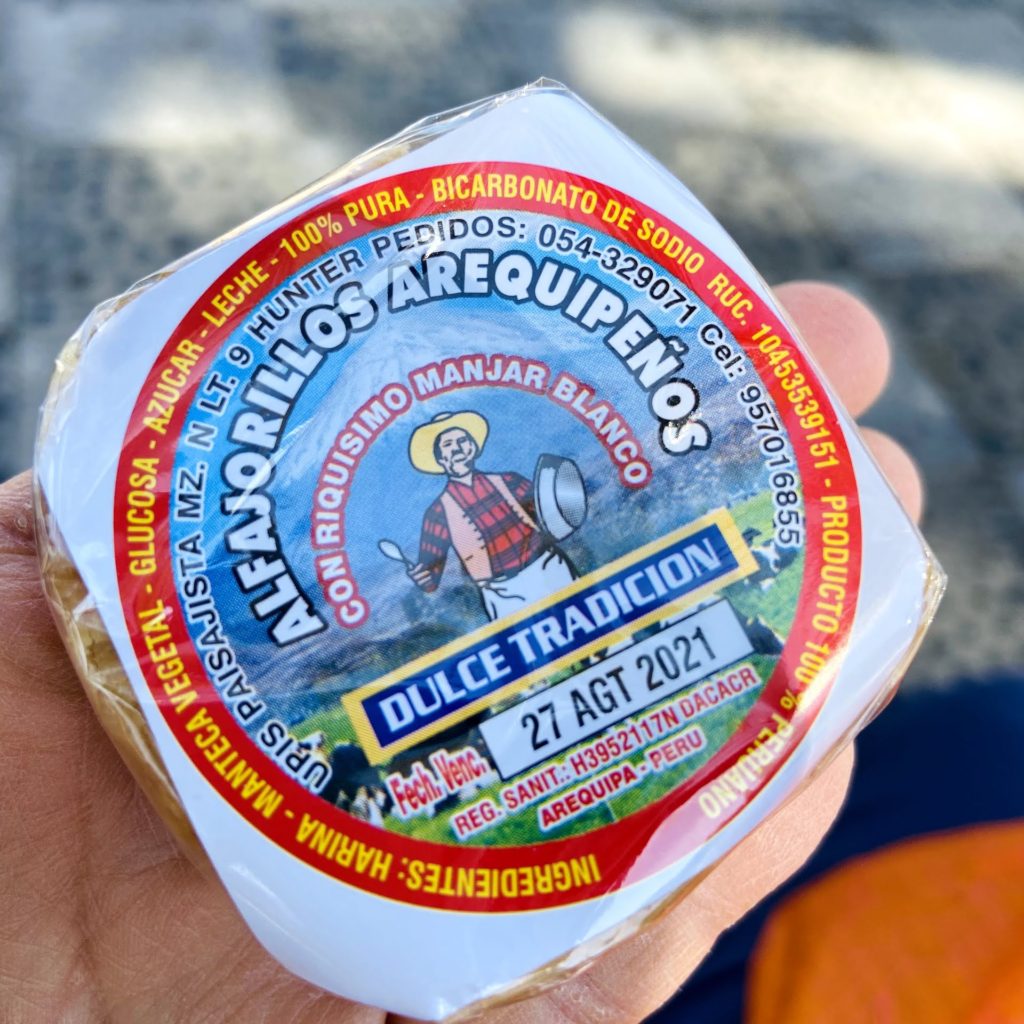 INGREDIENTES: HARINA - MANTECA VEGETAL - GLUCOSA - AZUCAR - LECHE - 100% PURA - BICARBONATO DE SODIO RUC. 10453539151 - PRODUCTO 100% PERUANO
UPIS PAISAJISTA MZ. N LT. 9 HUNTER PEDIDOS: 054-329071 Cel: 957016855
ALFAJORILLOS AREQUIPEÑOS
CON RIQUISIMO MANJAR BLANCO
DULCE TRADICION
27 AGT 2021
Fech. Venc.
REG. SANIT.: H3952117N DACACR
AREQUIPA - PERU